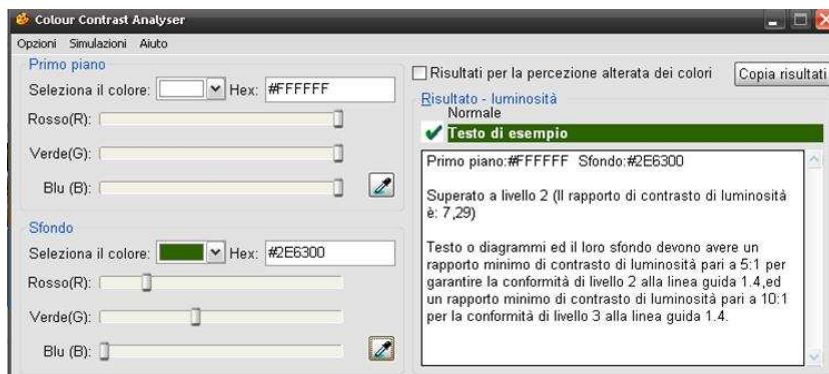 Colour Contrast Analyser
Opzioni Simulazioni Aiuto
Primo piano
Seleziona il colore: Hex: #FFFFFF
Rosso(R):
Verde(G):
Blu (B):
Sfondo
Seleziona il colore: Hex: #2E6300
Rosso(R):
Verde(G):
Blu (B):
Risultati per la percezione alterata dei colori Copia risultati
Risultato - luminosità
Normale
Testo di esempio
Primo piano:#FFFFFF Sfondo:#2E6300
Superato a livello 2 (Il rapporto di contrasto di luminosità
è: 7,29)
Testo o diagrammi ed il loro sfondo devono avere un
rapporto minimo di contrasto di luminosità pari a 5:1 per
garantire la conformità di livello 2 alla linea guida 1.4,ed
un rapporto minimo di contrasto di luminosità pari a 10:1
per la conformità di livello 3 alla linea guida 1.4.